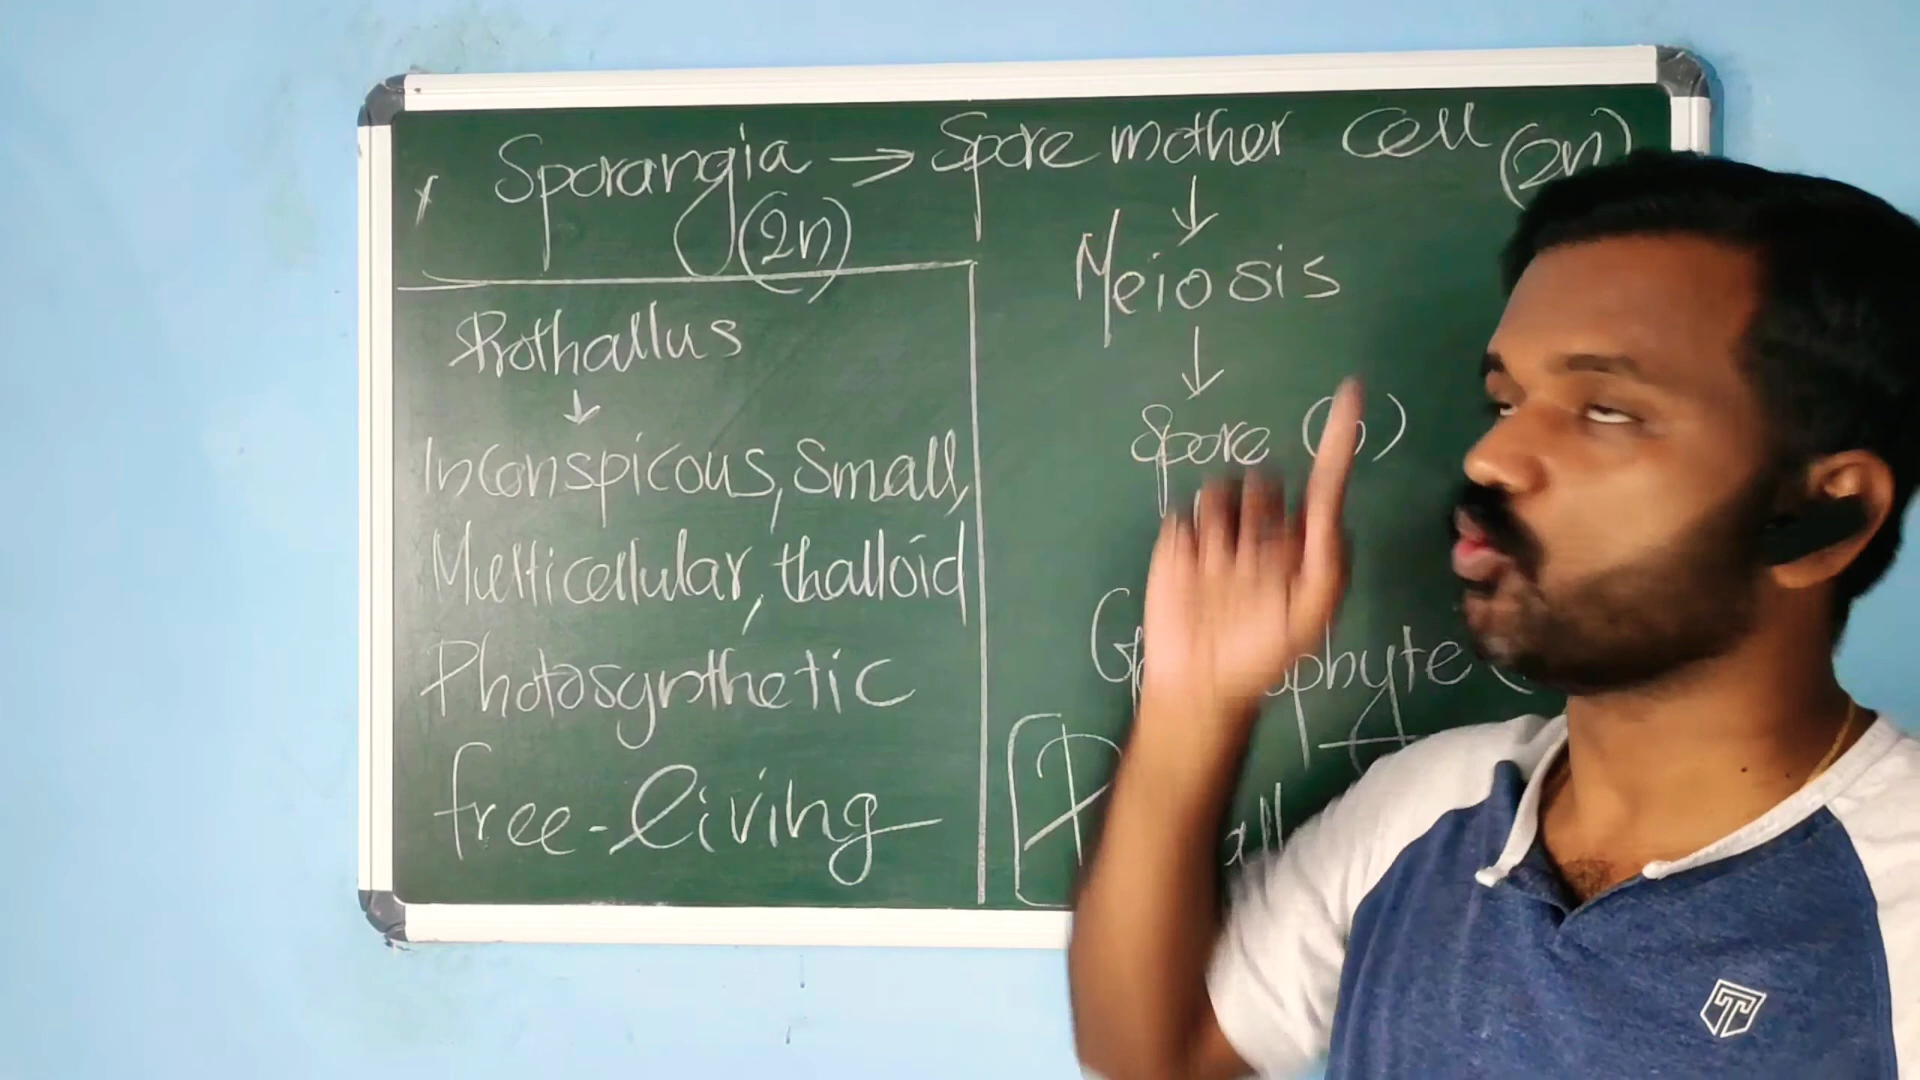 Sporangia → Spore mother Cell (2n)
(2n)
↓
Meiosis
↓
Spore
Prothallus
↓
Inconspicous, Small,
Multicellular, thalloid
Photosynthetic
free-living
T